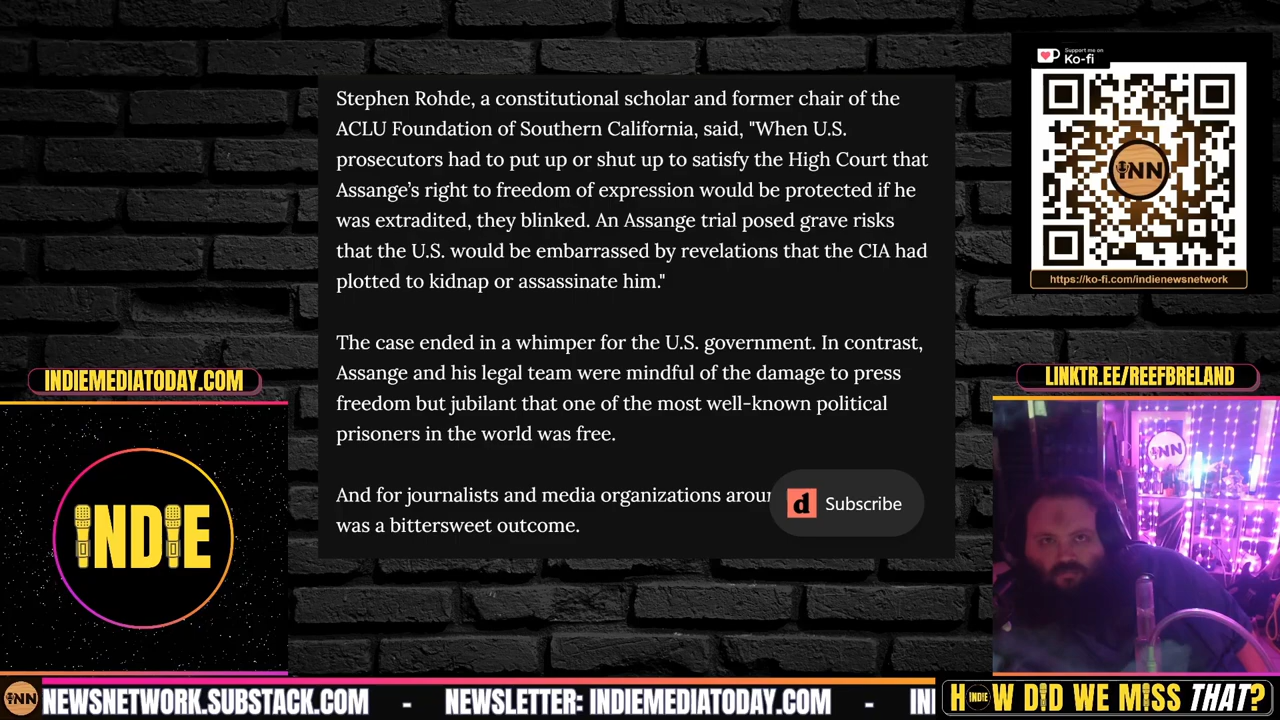 Stephen Rohde, a constitutional scholar and former chair of the
ACLU Foundation of Southern California, said, "When U.S.
prosecutors had to put up or shut up to satisfy the High Court that
Assange’s right to freedom of expression would be protected if he
was extradited, they blinked. An Assange trial posed grave risks
that the U.S. would be embarrassed by revelations that the CIA had
plotted to kidnap or assassinate him."
The case ended in a whimper for the U.S. government. In contrast,
Assange and his legal team were mindful of the damage to press
freedom but jubilant that one of the most well-known political
prisoners in the world was free.
And for journalists and media organizations arou
was a bittersweet outcome.
d Subscribe
Support me on
Ko-fi
INN
https://ko-fi.com/indienewsnetwork
INDIEMEDIATODAY.COM
INDIE
LINKTR.EE/REEFBRELAND
INN
INN NEWSNETWORK.SUBSTACK.COM - NEWSLETTER: INDIEMEDIATODAY.COM - IN
HOW DID WE MISS THAT?
INDIE